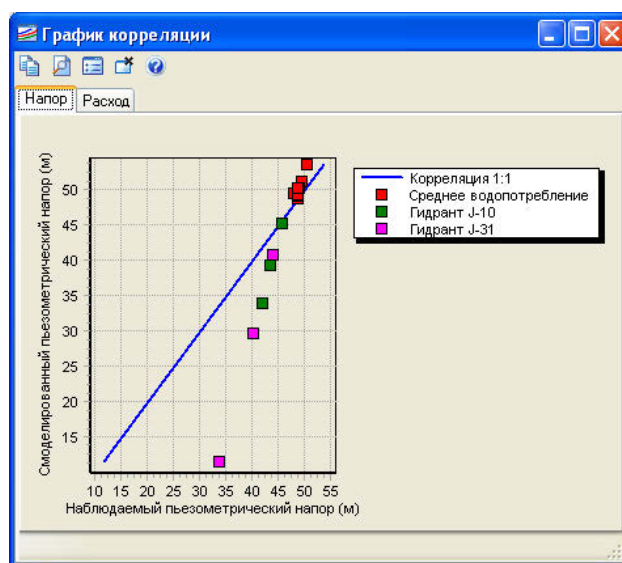 График корреляции
Напор
Расход
Смоделированный пьезометрический напор (м)
50
45
40
35
30
25
20
15
10 15 20 25 30 35 40 45 50 55
Наблюдаемый пьезометрический напор (м)
Корреляция 1:1
Среднее водопотребление
Гидрант J-10
Гидрант J-31